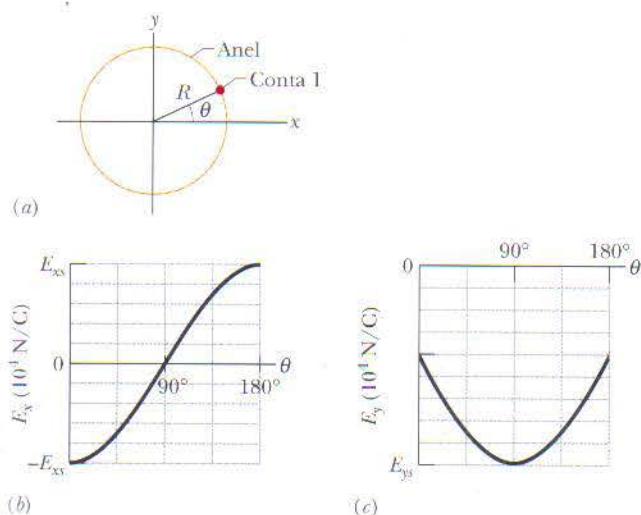 y
Anel
Conta 1
R
θ
x
(a)
E_xs
0
-E_xs
E_x (10^4 N/C)
90°
180°
θ
(b)
0
E_ys
E_y (10^4 N/C)
90°
180°
θ
(c)